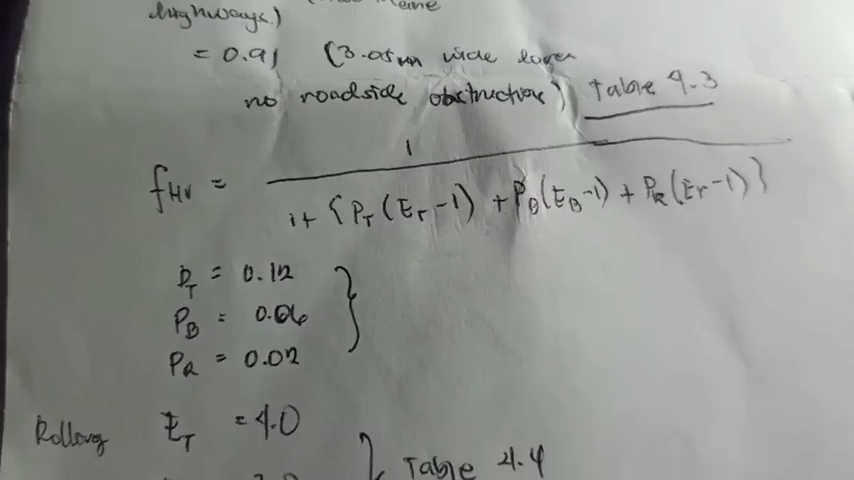 highways)
= 0.91 (3.05m wide
no roadside obstruction) Table 4.3
1
fHV =
1+ {PT (ET -1) + PB (EB -1) + PR (Er -1)}
PT = 0.12
PB = 0.06
PR = 0.02
Rolling ET = 4.0
Table 4.4